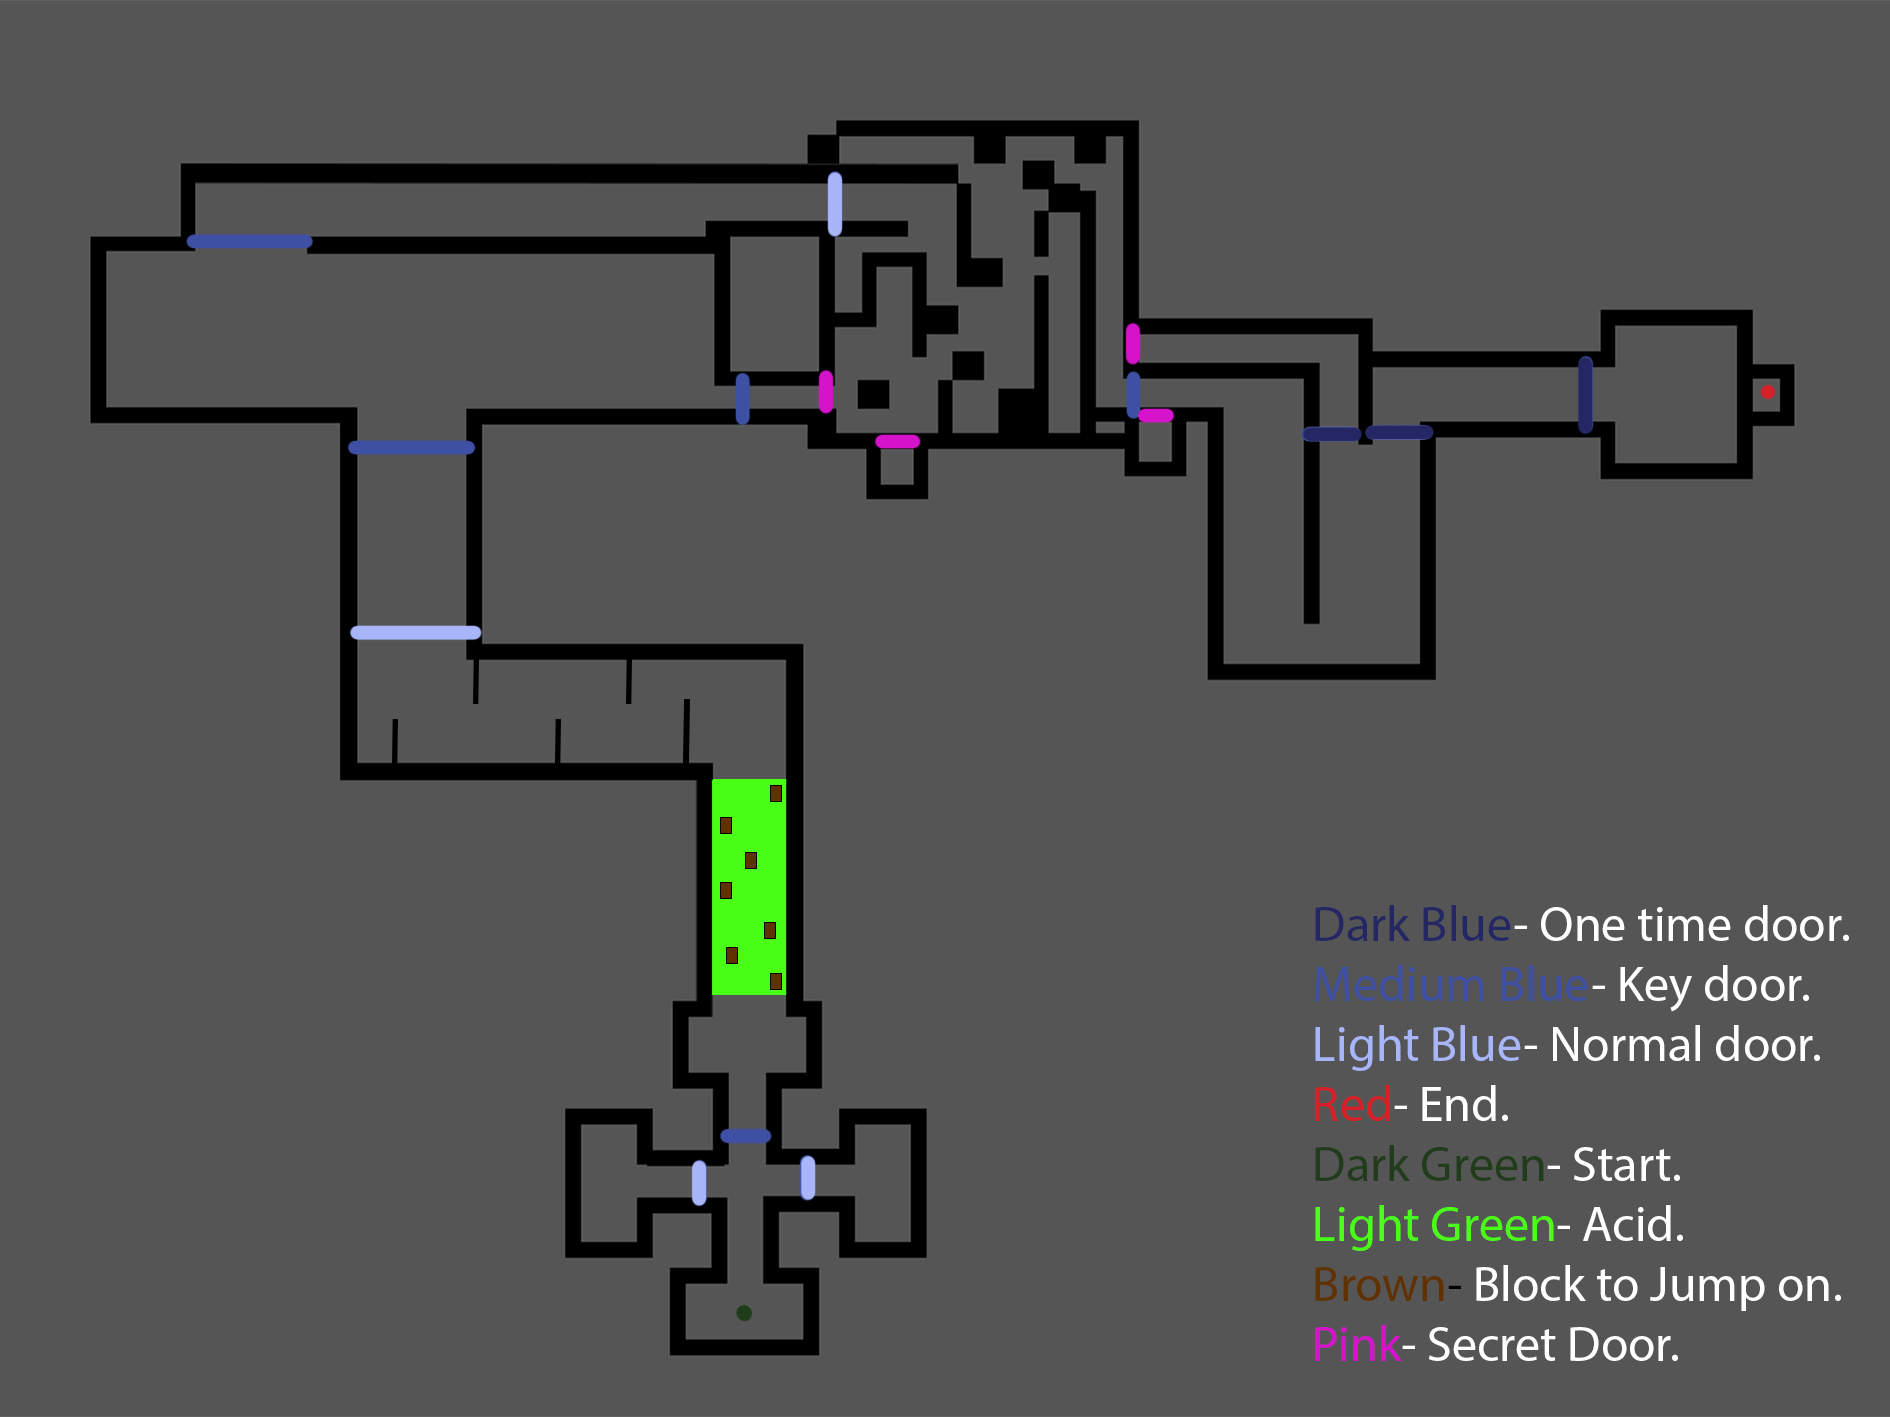 Dark Blue- One time door.
Medium Blue- Key door.
Light Blue- Normal door.
Red- End.
Dark Green- Start.
Light Green- Acid.
Brown- Block to Jump on.
Pink- Secret Door.